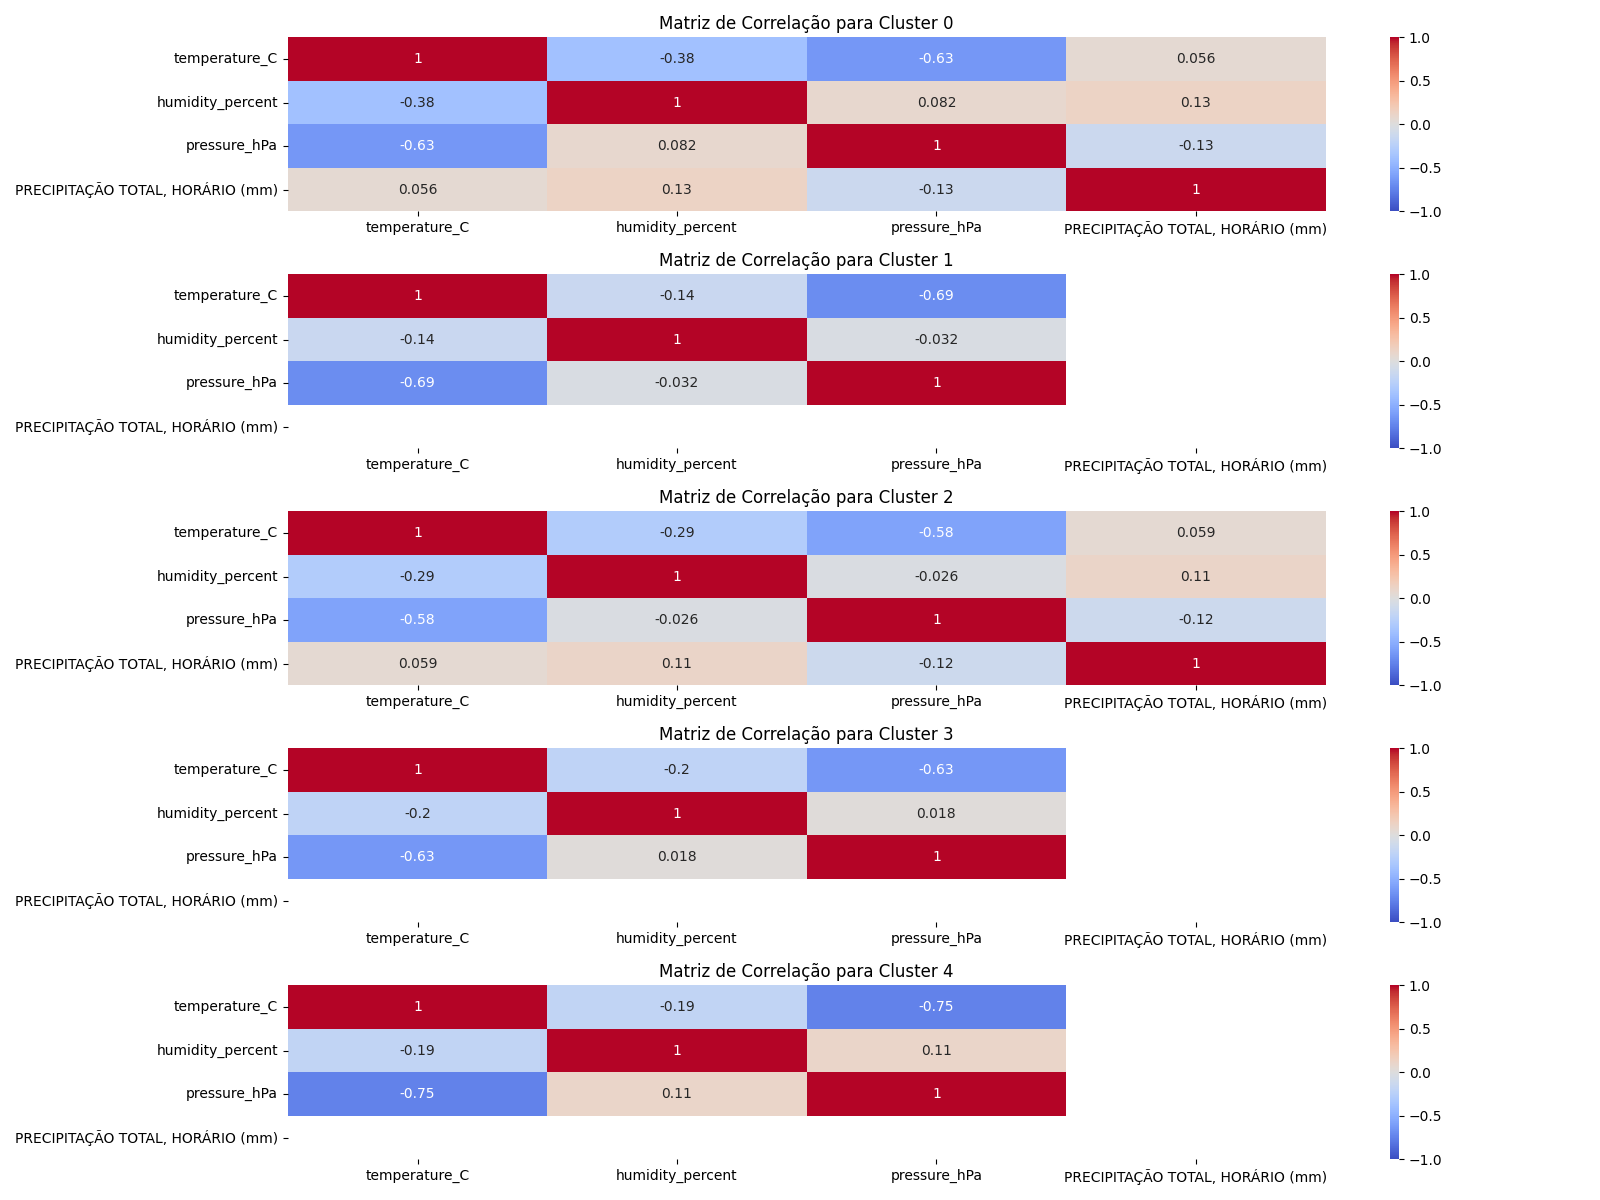 Matriz de Correlação para Cluster 0
temperature_C 1 -0.38 -0.63 0.056
humidity_percent -0.38 1 0.082 0.13
pressure_hPa -0.63 0.082 1 -0.13
PRECIPITAÇÃO TOTAL, HORÁRIO (mm) 0.056 0.13 -0.13 1
temperature_C humidity_percent pressure_hPa PRECIPITAÇÃO TOTAL, HORÁRIO (mm)
1.0
0.5
0.0
−0.5
−1.0
Matriz de Correlação para Cluster 1
temperature_C 1 -0.14 -0.69
humidity_percent -0.14 1 -0.032
pressure_hPa -0.69 -0.032 1
PRECIPITAÇÃO TOTAL, HORÁRIO (mm)
temperature_C humidity_percent pressure_hPa PRECIPITAÇÃO TOTAL, HORÁRIO (mm)
1.0
0.5
0.0
−0.5
−1.0
Matriz de Correlação para Cluster 2
temperature_C 1 -0.29 -0.58 0.059
humidity_percent -0.29 1 -0.026 0.11
pressure_hPa -0.58 -0.026 1 -0.12
PRECIPITAÇÃO TOTAL, HORÁRIO (mm) 0.059 0.11 -0.12 1
temperature_C humidity_percent pressure_hPa PRECIPITAÇÃO TOTAL, HORÁRIO (mm)
1.0
0.5
0.0
−0.5
−1.0
Matriz de Correlação para Cluster 3
temperature_C 1 -0.2 -0.63
humidity_percent -0.2 1 0.018
pressure_hPa -0.63 0.018 1
PRECIPITAÇÃO TOTAL, HORÁRIO (mm)
temperature_C humidity_percent pressure_hPa PRECIPITAÇÃO TOTAL, HORÁRIO (mm)
1.0
0.5
0.0
−0.5
−1.0
Matriz de Correlação para Cluster 4
temperature_C 1 -0.19 -0.75
humidity_percent -0.19 1 0.11
pressure_hPa -0.75 0.11 1
PRECIPITAÇÃO TOTAL, HORÁRIO (mm)
temperature_C humidity_percent pressure_hPa PRECIPITAÇÃO TOTAL, HORÁRIO (mm)
1.0
0.5
0.0
−0.5
−1.0